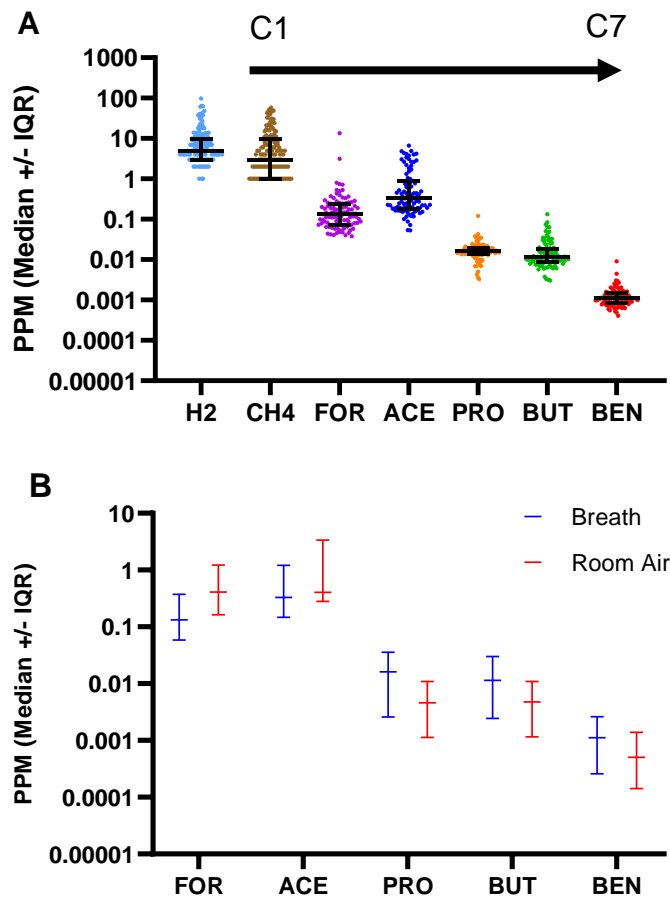 A
C1 C7
PPM (Median +/- IQR)
1000
100
10
1
0.1
0.01
0.001
0.0001
0.00001
H2 CH4 FOR ACE PRO BUT BEN
B
Breath
Room Air
PPM (Median +/- IQR)
10
1
0.1
0.01
0.001
0.0001
0.00001
FOR ACE PRO BUT BEN